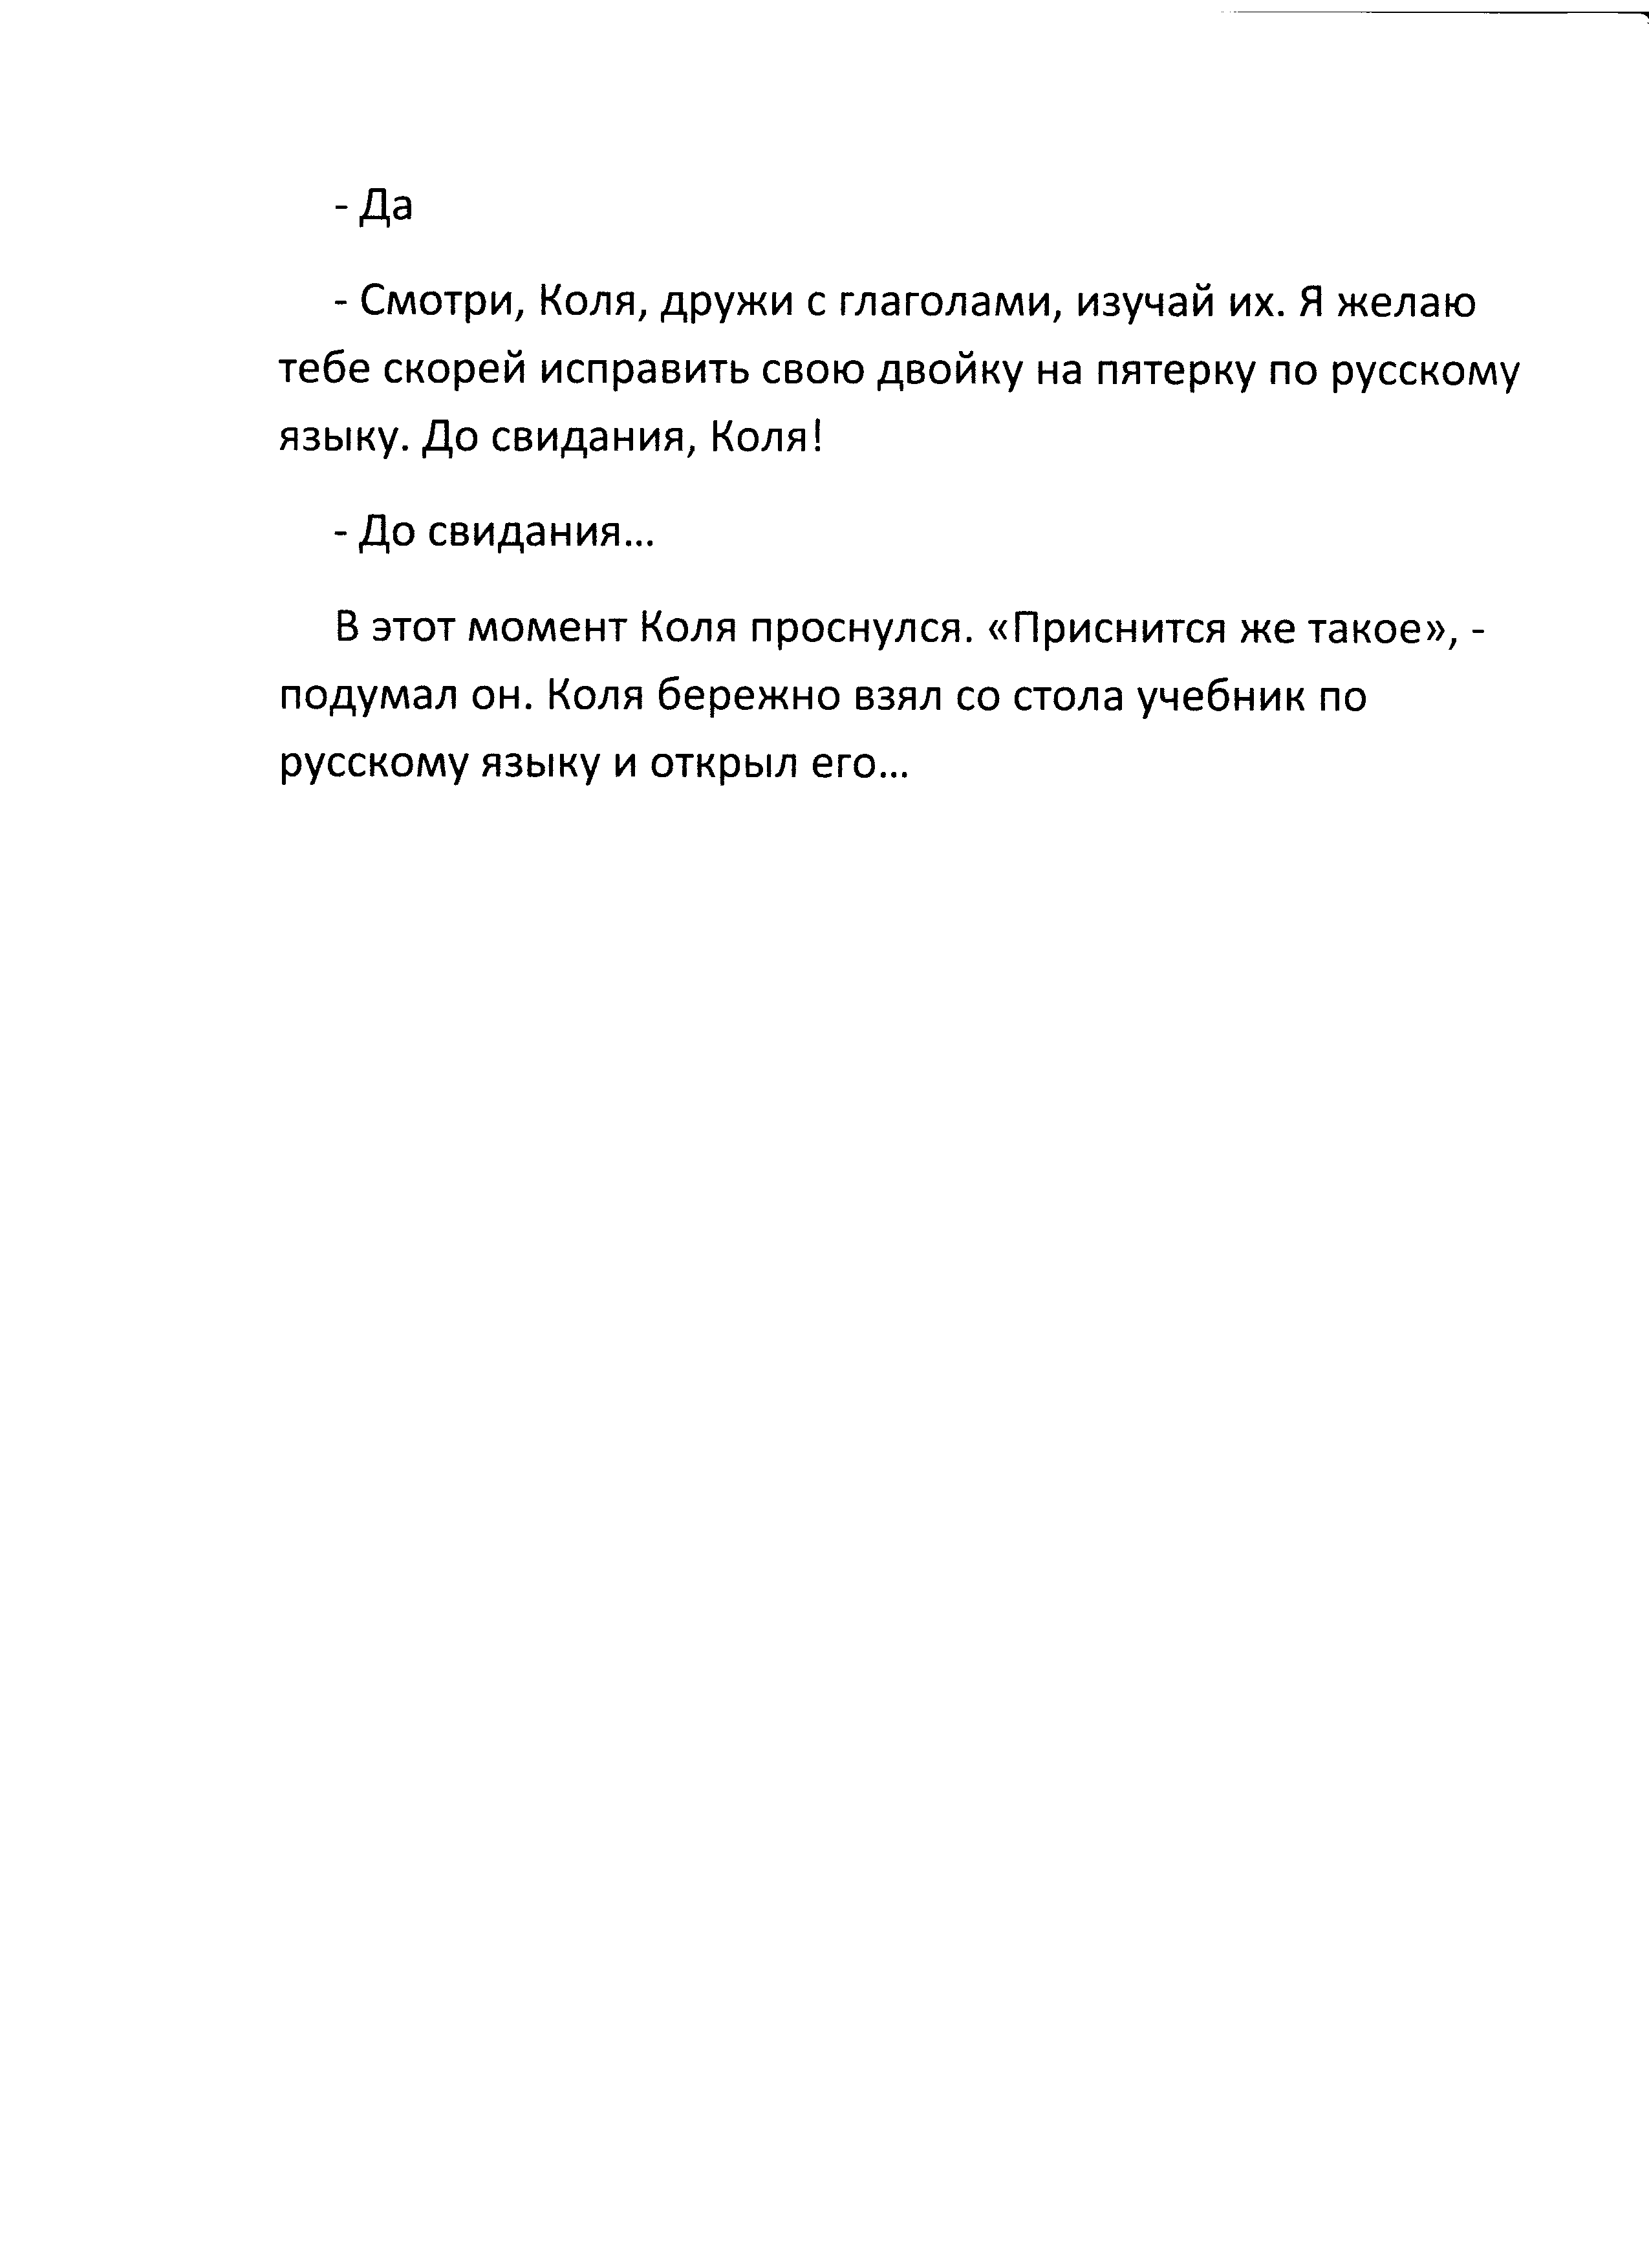 - Да
- Смотри, Коля, дружи с глаголами, изучай их. Я желаю
тебе скорей исправить свою двойку на пятерку по русскому
языку. До свидания, Коля!
- До свидания...
В этот момент Коля проснулся. «Приснится же такое», -
подумал он. Коля бережно взял со стола учебник по
русскому языку и открыл его...